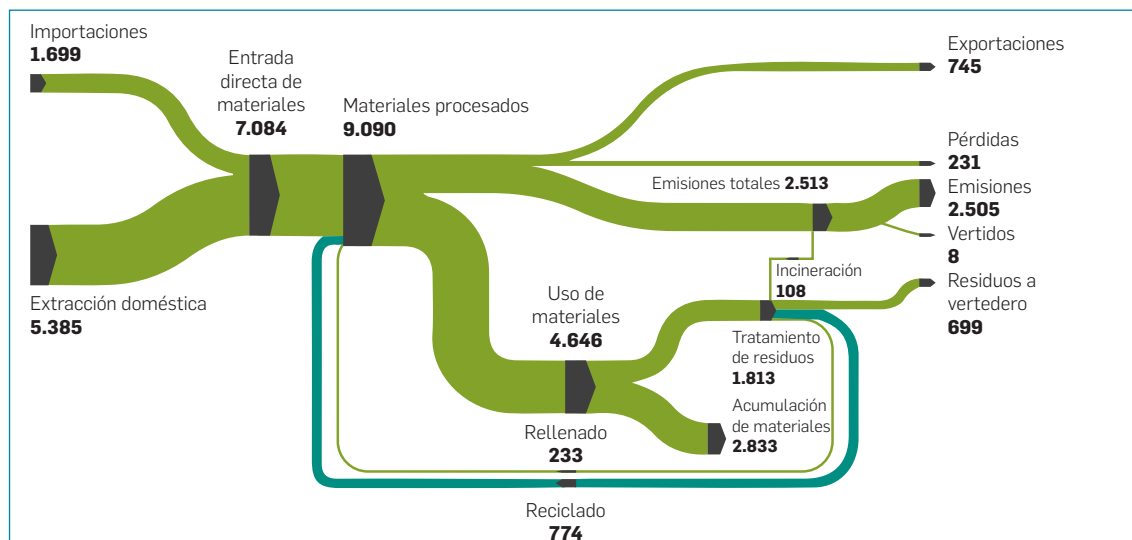 Importaciones
1.699
Entrada
directa de
materiales
7.084
Materiales procesados
9.090
Exportaciones
745
Pérdidas
231
Emisiones totales 2.513
Emisiones
2.505
Vertidos
8
Incineración
108
Residuos a
vertedero
699
Extracción doméstica
5.385
Uso de
materiales
4.646
Tratamiento
de residuos
1.813
Acumulación
de materiales
2.833
Rellenado
233
Reciclado
774